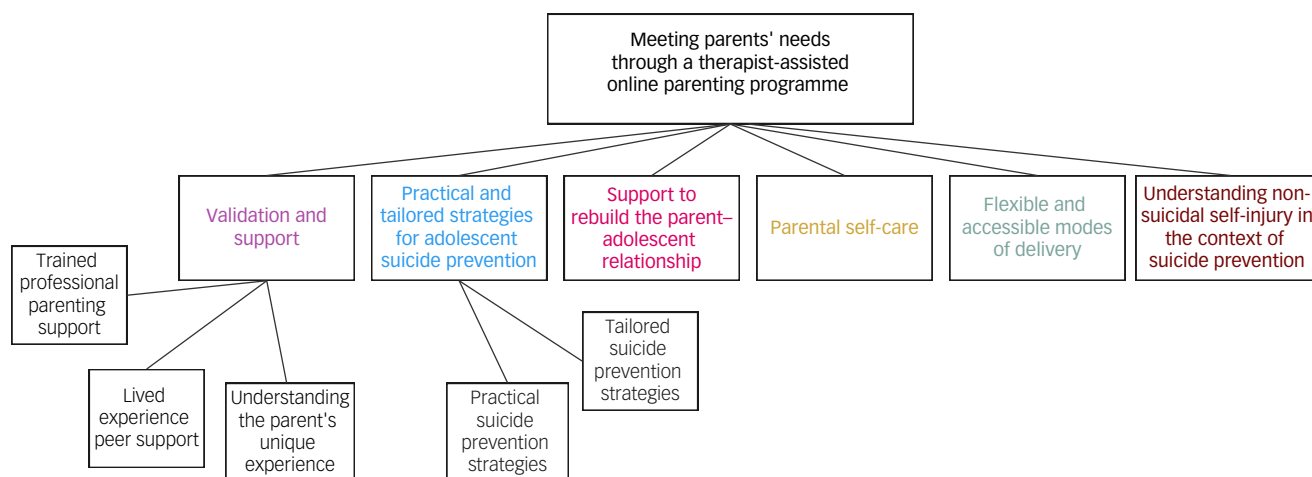 Meeting parents' needs
through a therapist-assisted
online parenting programme
Validation and
support
Practical and
tailored strategies
for adolescent
suicide prevention
Support to
rebuild the parent–
adolescent
relationship
Parental self-care
Flexible and
accessible modes
of delivery
Understanding non-
suicidal self-injury in
the context of
suicide prevention
Trained
professional
parenting
support
Lived
experience
peer support
Understanding
the parent's
unique
experience
Practical
suicide
prevention
strategies
Tailored
suicide
prevention
strategies